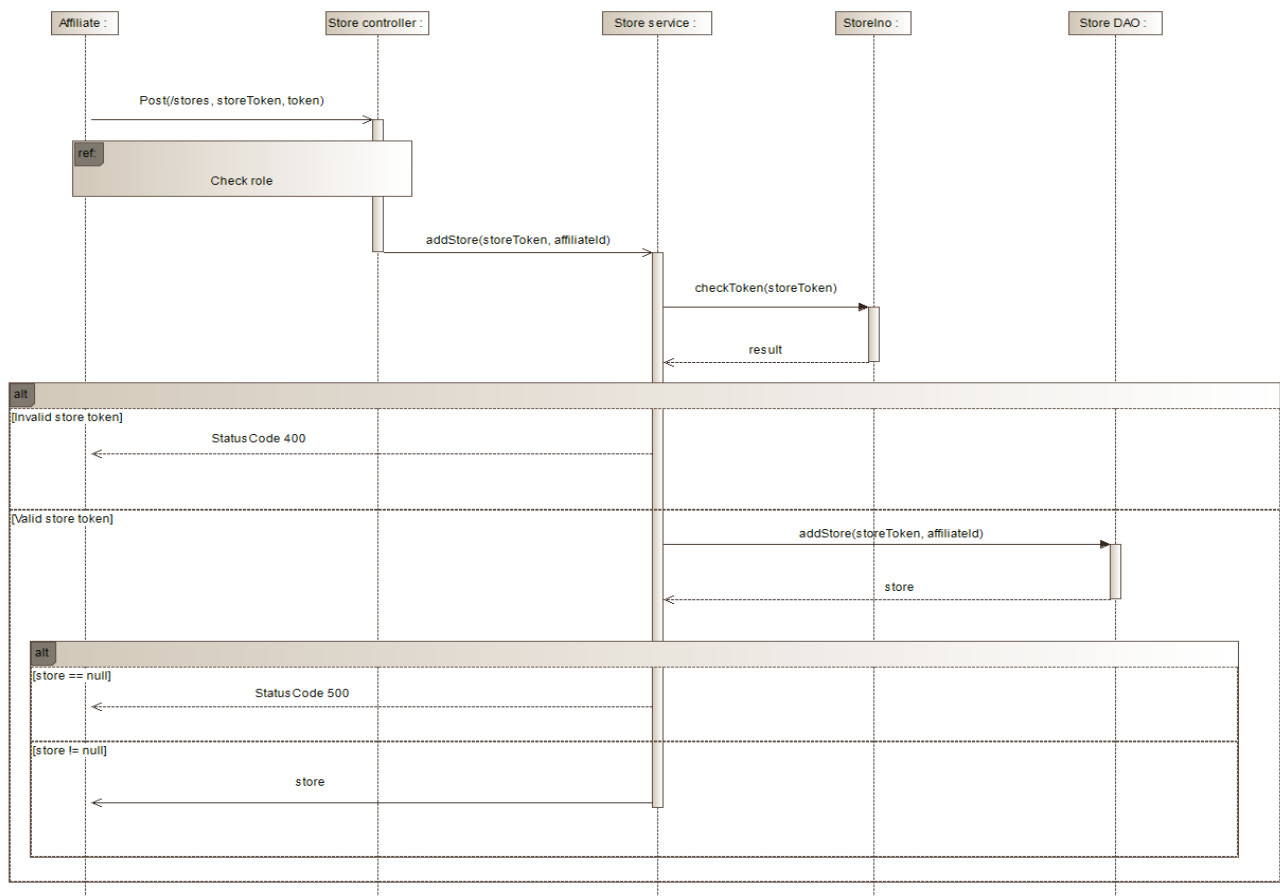 Affiliate :
Store controller :
Store service :
StoreIno :
Store DAO :
Post(/stores, storeToken, token)
ref:
Check role
addStore(storeToken, affiliateId)
checkToken(storeToken)
result
alt
[Invalid store token]
StatusCode 400
[Valid store token]
addStore(storeToken, affiliateId)
store
alt
[store == null]
StatusCode 500
[store != null]
store